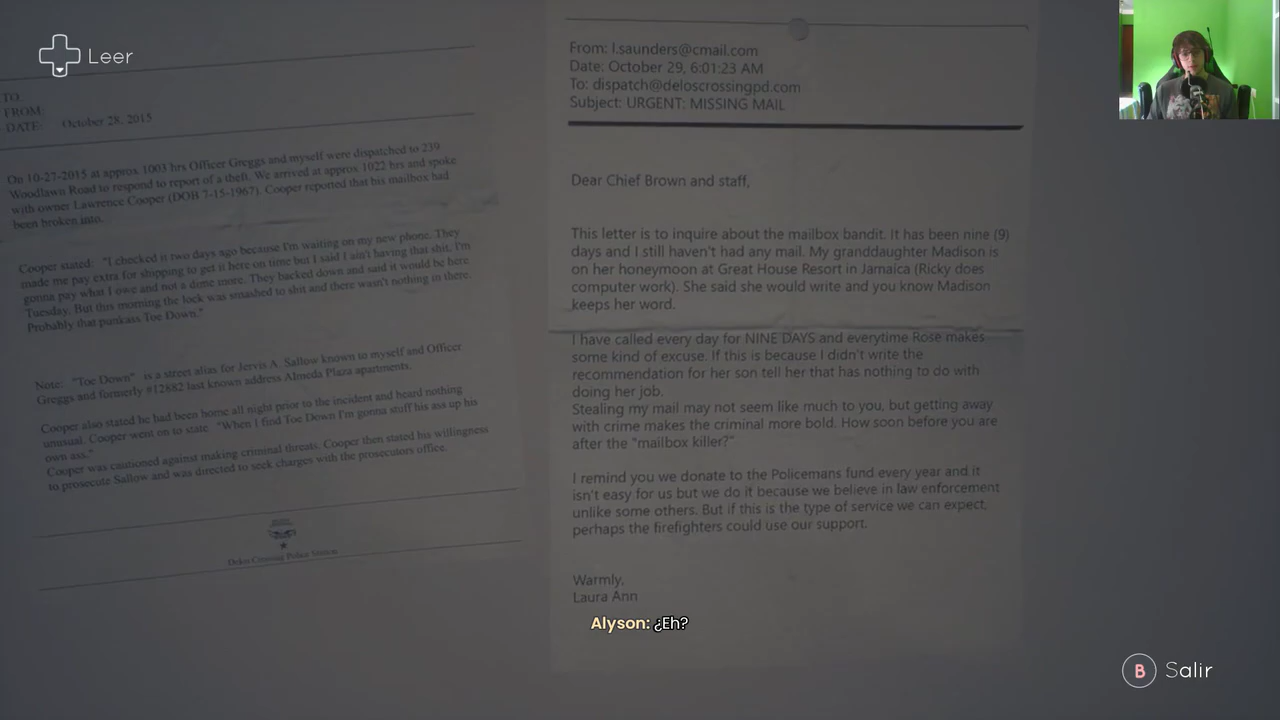 Leer
TO:
FROM:
DATE: October 28, 2015
On 10-27-2015 at approx 1003 hrs Officer Greggs and myself were dispatched to 239
Woodlawn Road to respond to report of a theft. We arrived at approx 1022 hrs and spoke
with owner Lawrence Cooper (DOB 7-15-1967). Cooper reported that his mailbox had
been broken into.
Cooper stated: "I checked it two days ago because I'm waiting on my new phone. They
made me pay extra for shipping to get it here on time but I said I ain't having that shit, I'm
gonna pay what I owe and not a dime more. They backed down and said it would be here
Tuesday. But this morning the lock was smashed to shit and there wasn't nothing in there.
Probably that punkass Toe Down."
Note: "Toe Down" is a street alias for Jervis A. Sallow known to myself and Officer
Greggs and formerly #12882 last known address Almeda Plaza apartments.
Cooper also stated he had been home all night prior to the incident and heard nothing
unusual. Cooper went on to state: "When I find Toe Down I'm gonna stuff his ass up his
own ass."
Cooper was cautioned against making criminal threats. Cooper then stated his willingness
to prosecute Sallow and was directed to seek charges with the prosecutors office.
Delos Crossing Police Station
From: l.saunders@cmail.com
Date: October 29, 6:01:23 AM
To: dispatch@deloscrossingpd.com
Subject: URGENT: MISSING MAIL
Dear Chief Brown and staff,
This letter is to inquire about the mailbox bandit. It has been nine (9)
days and I still haven't had any mail. My granddaughter Madison is
on her honeymoon at Great House Resort in Jamaica (Ricky does
computer work). She said she would write and you know Madison
keeps her word.
I have called every day for NINE DAYS and everytime Rose makes
some kind of excuse. If this is because I didn't write the
recommendation for her son tell her that has nothing to do with
doing her job.
Stealing my mail may not seem like much to you, but getting away
with crime makes the criminal more bold. How soon before you are
after the "mailbox killer?"
I remind you we donate to the Policemans fund every year and it
isn't easy for us but we do it because we believe in law enforcement
unlike some others. But if this is the type of service we can expect,
perhaps the firefighters could use our support.
Warmly,
Laura Ann
Alyson: ¿Eh?
B Salir